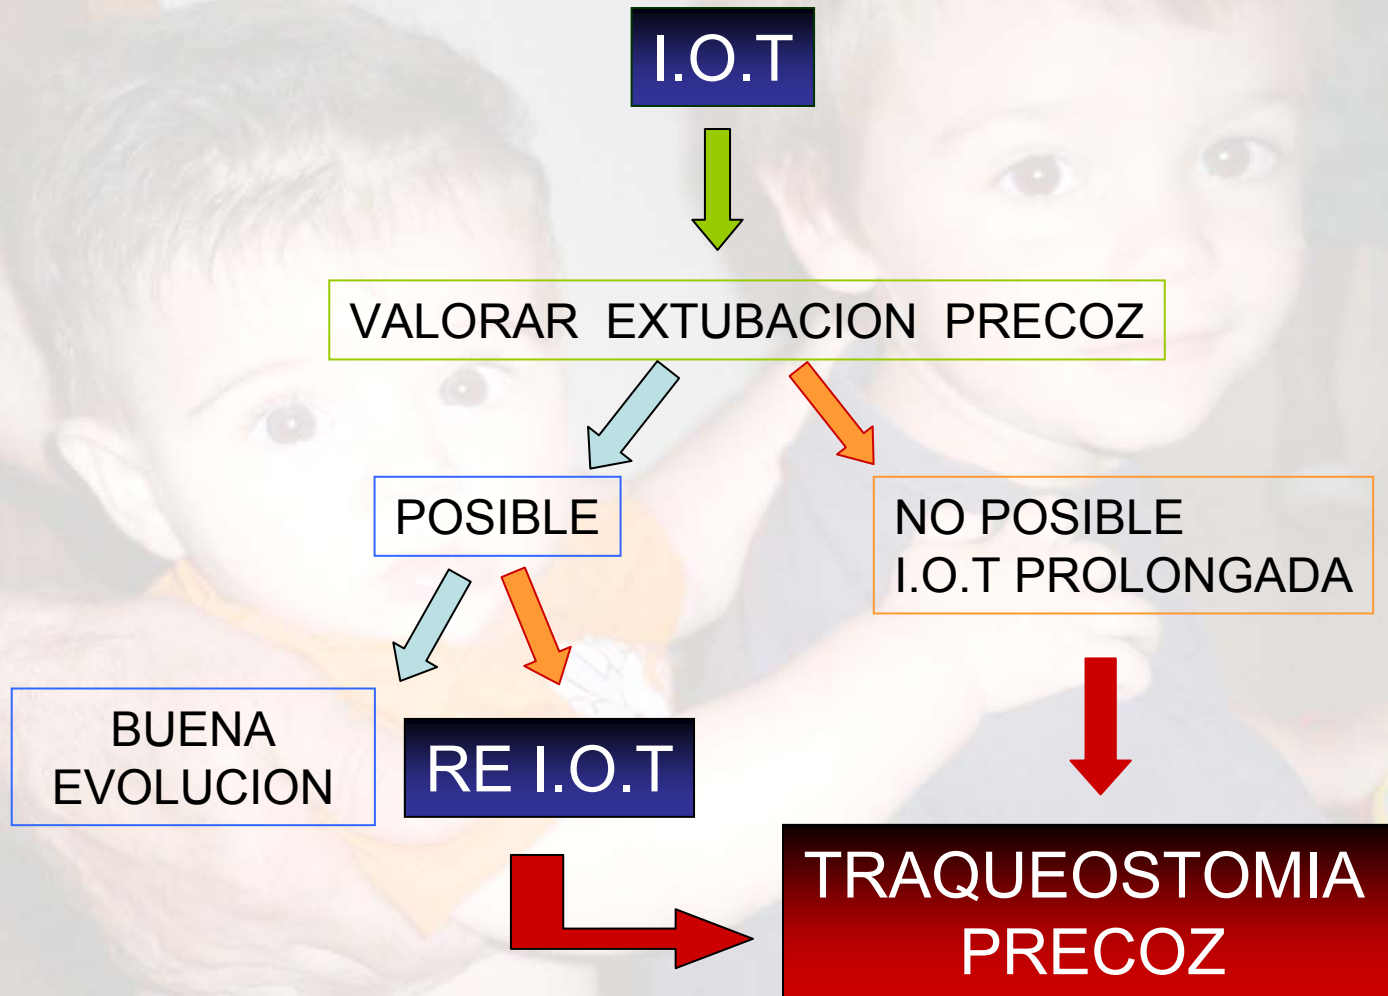 I.O.T
VALORAR EXTUBACION PRECOZ
POSIBLE
NO POSIBLE
I.O.T PROLONGADA
BUENA
EVOLUCION
RE I.O.T
TRAQUEOSTOMIA
PRECOZ